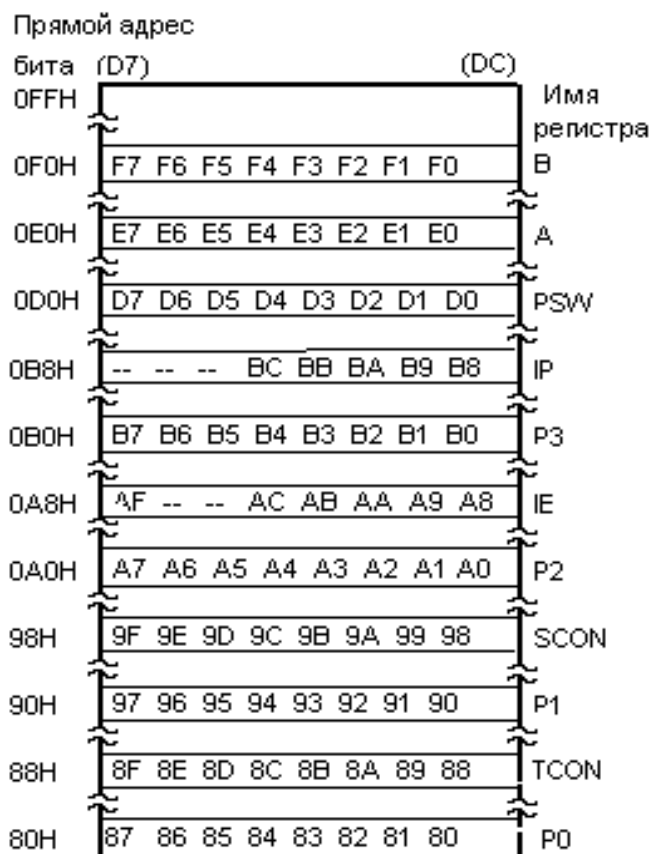 Прямой адрес
бита (D7) (DC)
0FFH Имя
регистра
0F0H F7 F6 F5 F4 F3 F2 F1 F0 B
0E0H E7 E6 E5 E4 E3 E2 E1 E0 A
0D0H D7 D6 D5 D4 D3 D2 D1 D0 PSW
0B8H -- -- -- BC BB BA B9 B8 IP
0B0H B7 B6 B5 B4 B3 B2 B1 B0 P3
0A8H AF -- -- AC AB AA A9 A8 IE
0A0H A7 A6 A5 A4 A3 A2 A1 A0 P2
98H 9F 9E 9D 9C 9B 9A 99 98 SCON
90H 97 96 95 94 93 92 91 90 P1
88H 8F 8E 8D 8C 8B 8A 89 88 TCON
80H 87 86 85 84 83 82 81 80 P0